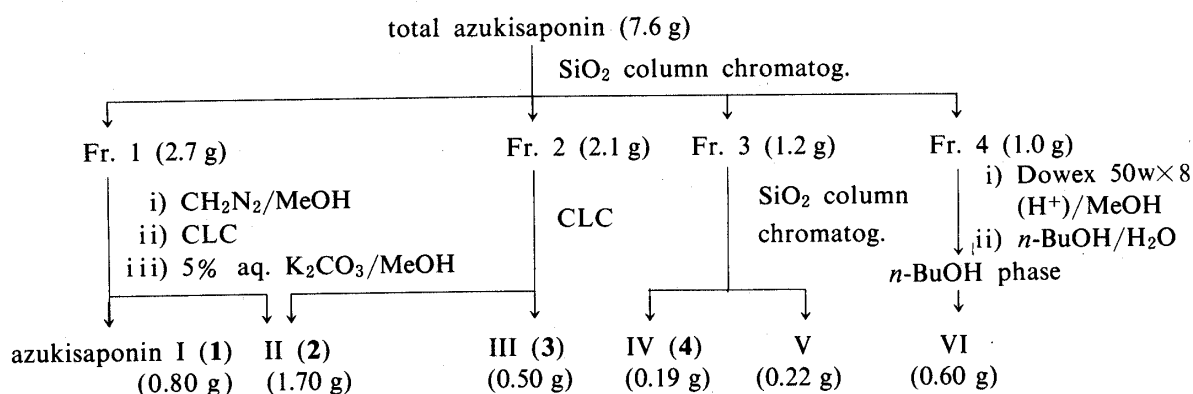 total azukisaponin (7.6 g)
SiO₂ column chromatog.
Fr. 1 (2.7 g) Fr. 2 (2.1 g) Fr. 3 (1.2 g) Fr. 4 (1.0 g)
i) CH₂N₂/MeOH
ii) CLC
iii) 5% aq. K₂CO₃/MeOH
CLC
SiO₂ column
chromatog.
i) Dowex 50w×8
(H⁺)/MeOH
ii) n-BuOH/H₂O
n-BuOH phase
azukisaponin I (1) II (2) III (3) IV (4) V VI
(0.80 g) (1.70 g) (0.50 g) (0.19 g) (0.22 g) (0.60 g)